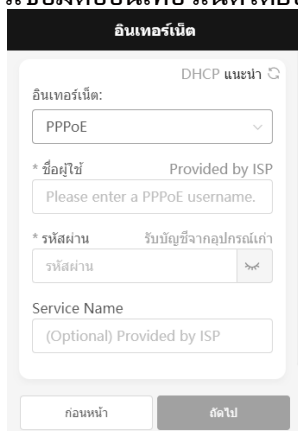 อินเทอร์เน็ต
DHCP แนะนำ
อินเทอร์เน็ต:
PPPoE
* ชื่อผู้ใช้ Provided by ISP
Please enter a PPPoE username.
* รหัสผ่าน รับบัญชีจากอุปกรณ์เก่า
รหัสผ่าน
Service Name
(Optional) Provided by ISP
ก่อนหน้า ถัดไป